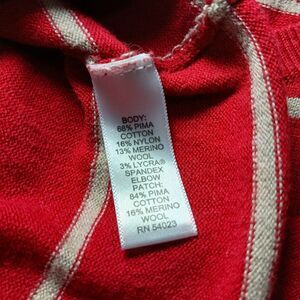 BODY:
68% PIMA
COTTON
16% NYLON
13% MERINO
WOOL
3% LYCRA®
SPANDEX
ELBOW
PATCH:
84% PIMA
COTTON
16% MERINO
WOOL
RN 54023